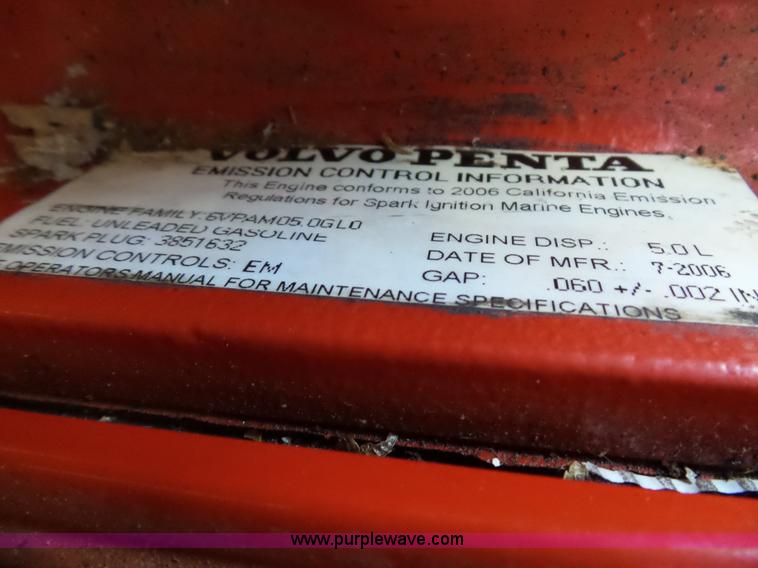 VOLVO PENTA
EMISSION CONTROL INFORMATION
This Engine conforms to 2006 California Emission
Regulations for Spark Ignition Marine Engines.
ENGINE FAMILY: 6VPAM05.0GL0
FUEL: UNLEADED GASOLINE
SPARK PLUG: 3851632
EMISSION CONTROLS: EM
ENGINE DISP.: 5.0 L
DATE OF MFR.: 7-2006
GAP: .060 +/- .002 IN
OPERATORS MANUAL FOR MAINTENANCE SPECIFICATIONS
www.purplewave.com